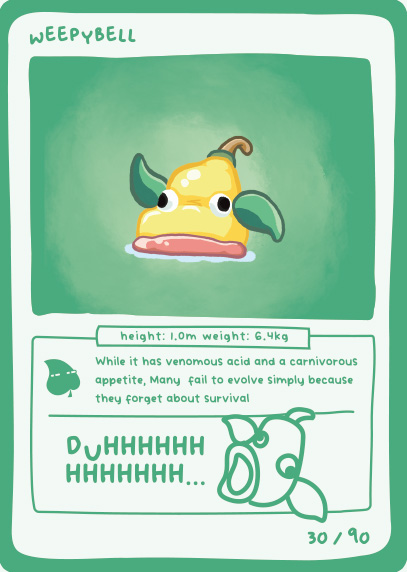 WEEPYBELL
height: 1.0m weight: 6.4kg
While it has venomous acid and a carnivorous
appetite, Many fail to evolve simply because
they forget about survival
DUHHHHHH
HHHHHHH...
30 / 90